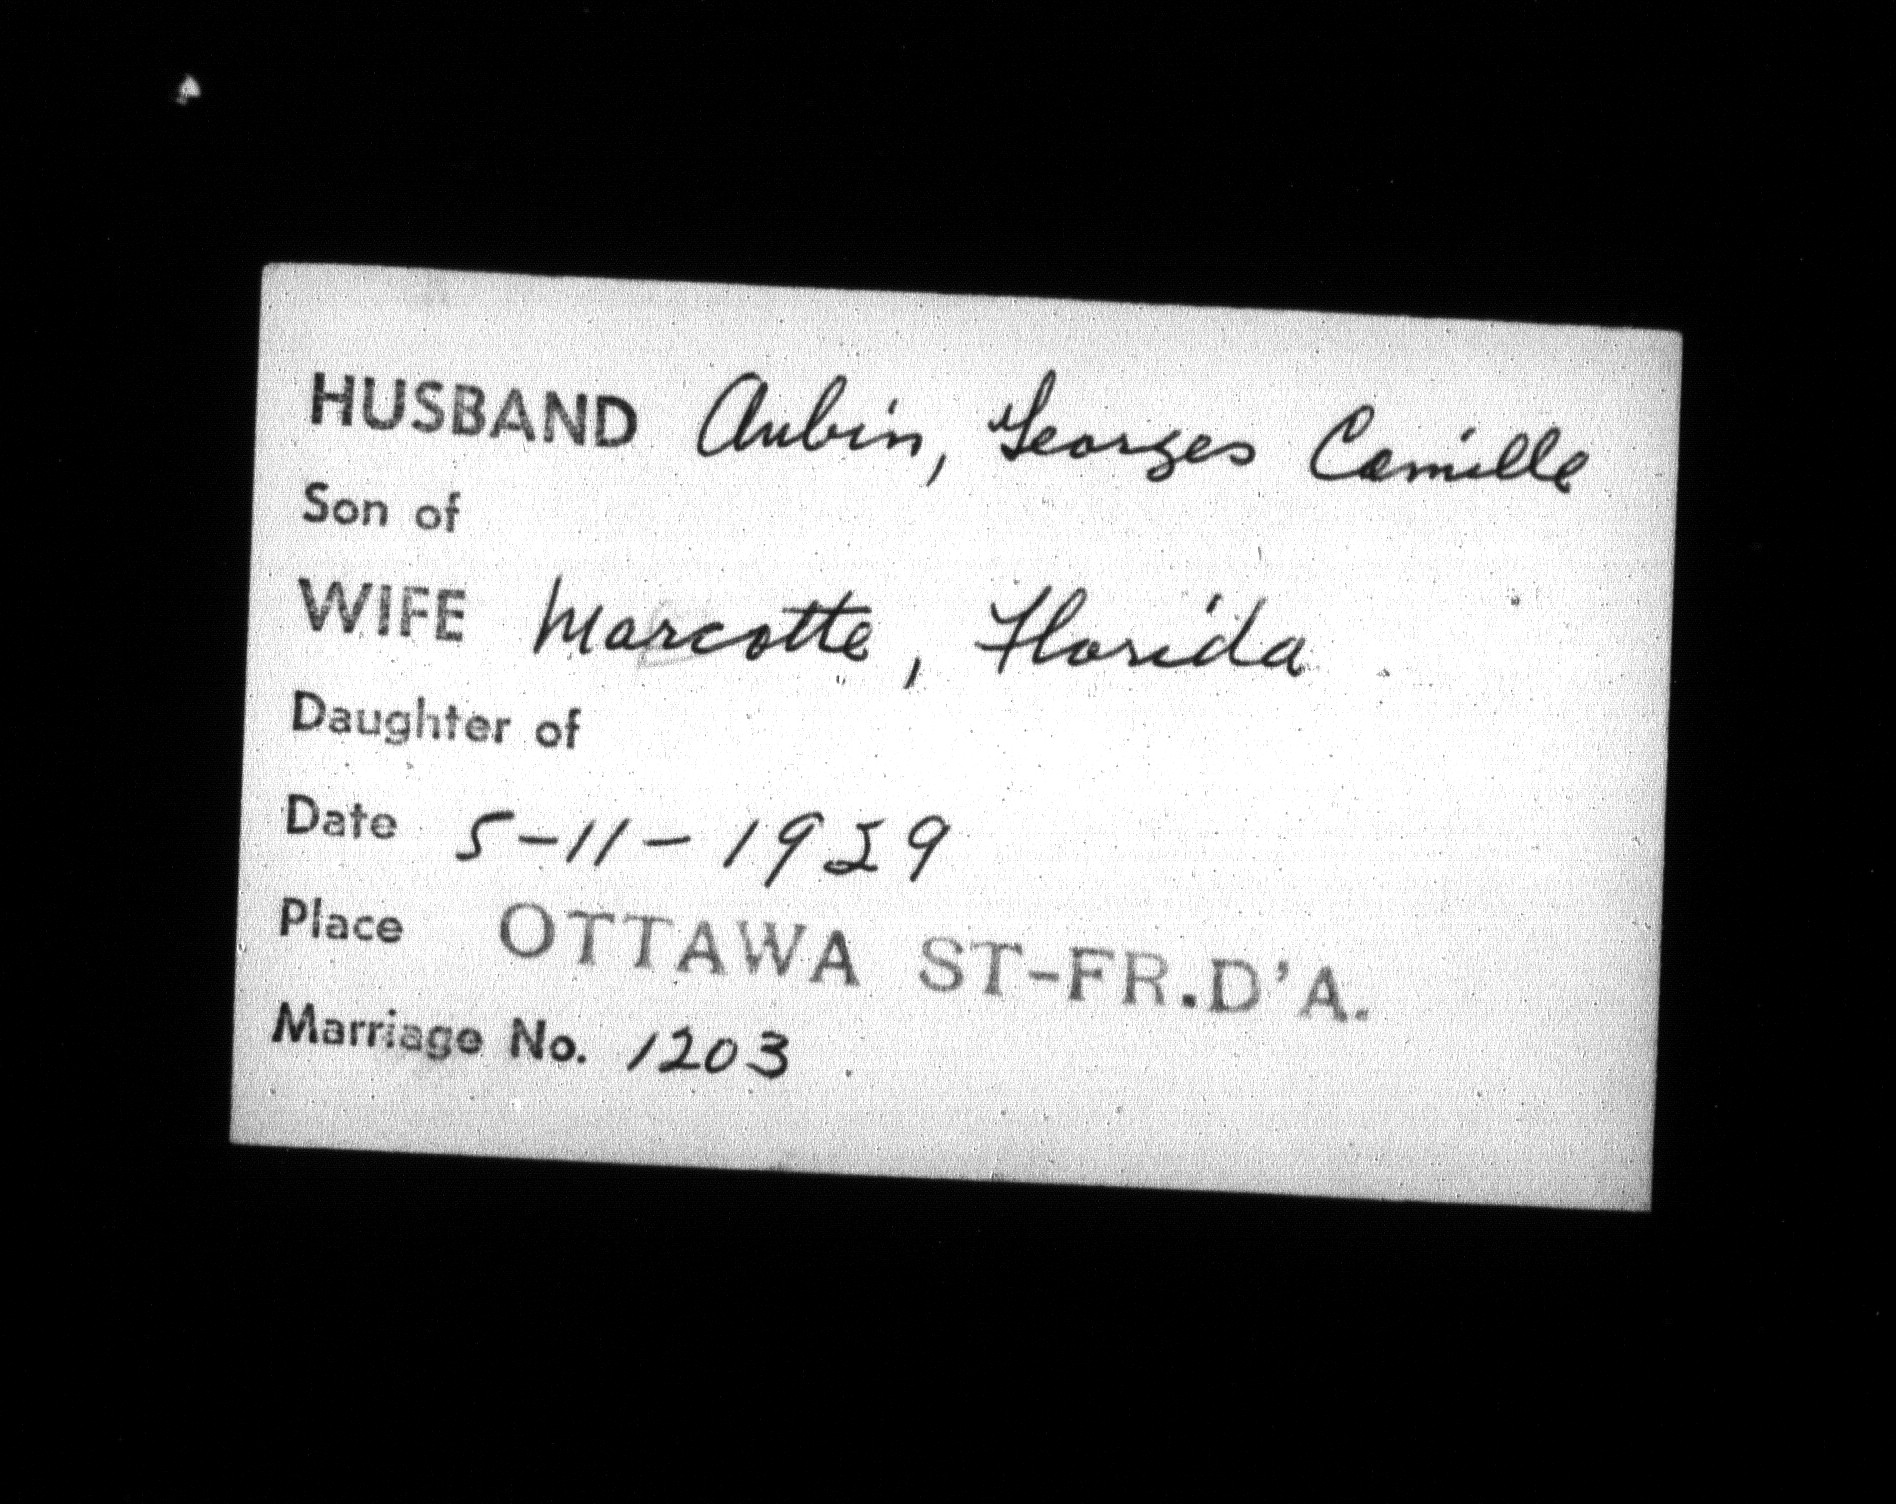 HUSBAND Aubin, Georges Camille
Son of
WIFE Marcotte, Florida
Daughter of
Date 5-11-1929
Place OTTAWA ST-FR.D'A.
Marriage No. 1203